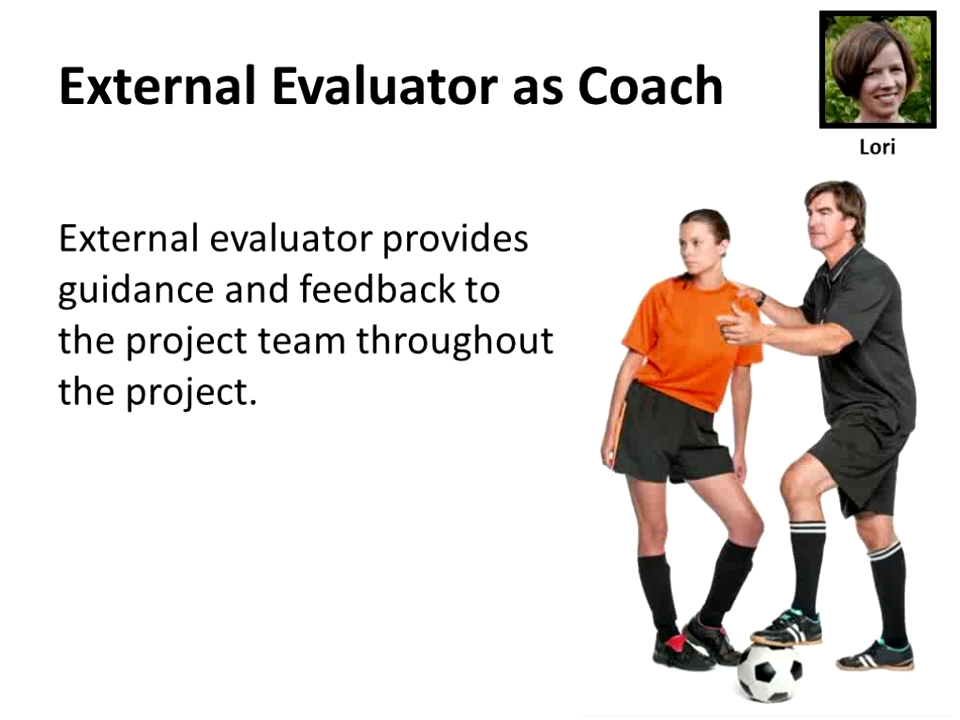 External Evaluator as Coach
Lori
External evaluator provides
guidance and feedback to
the project team throughout
the project.